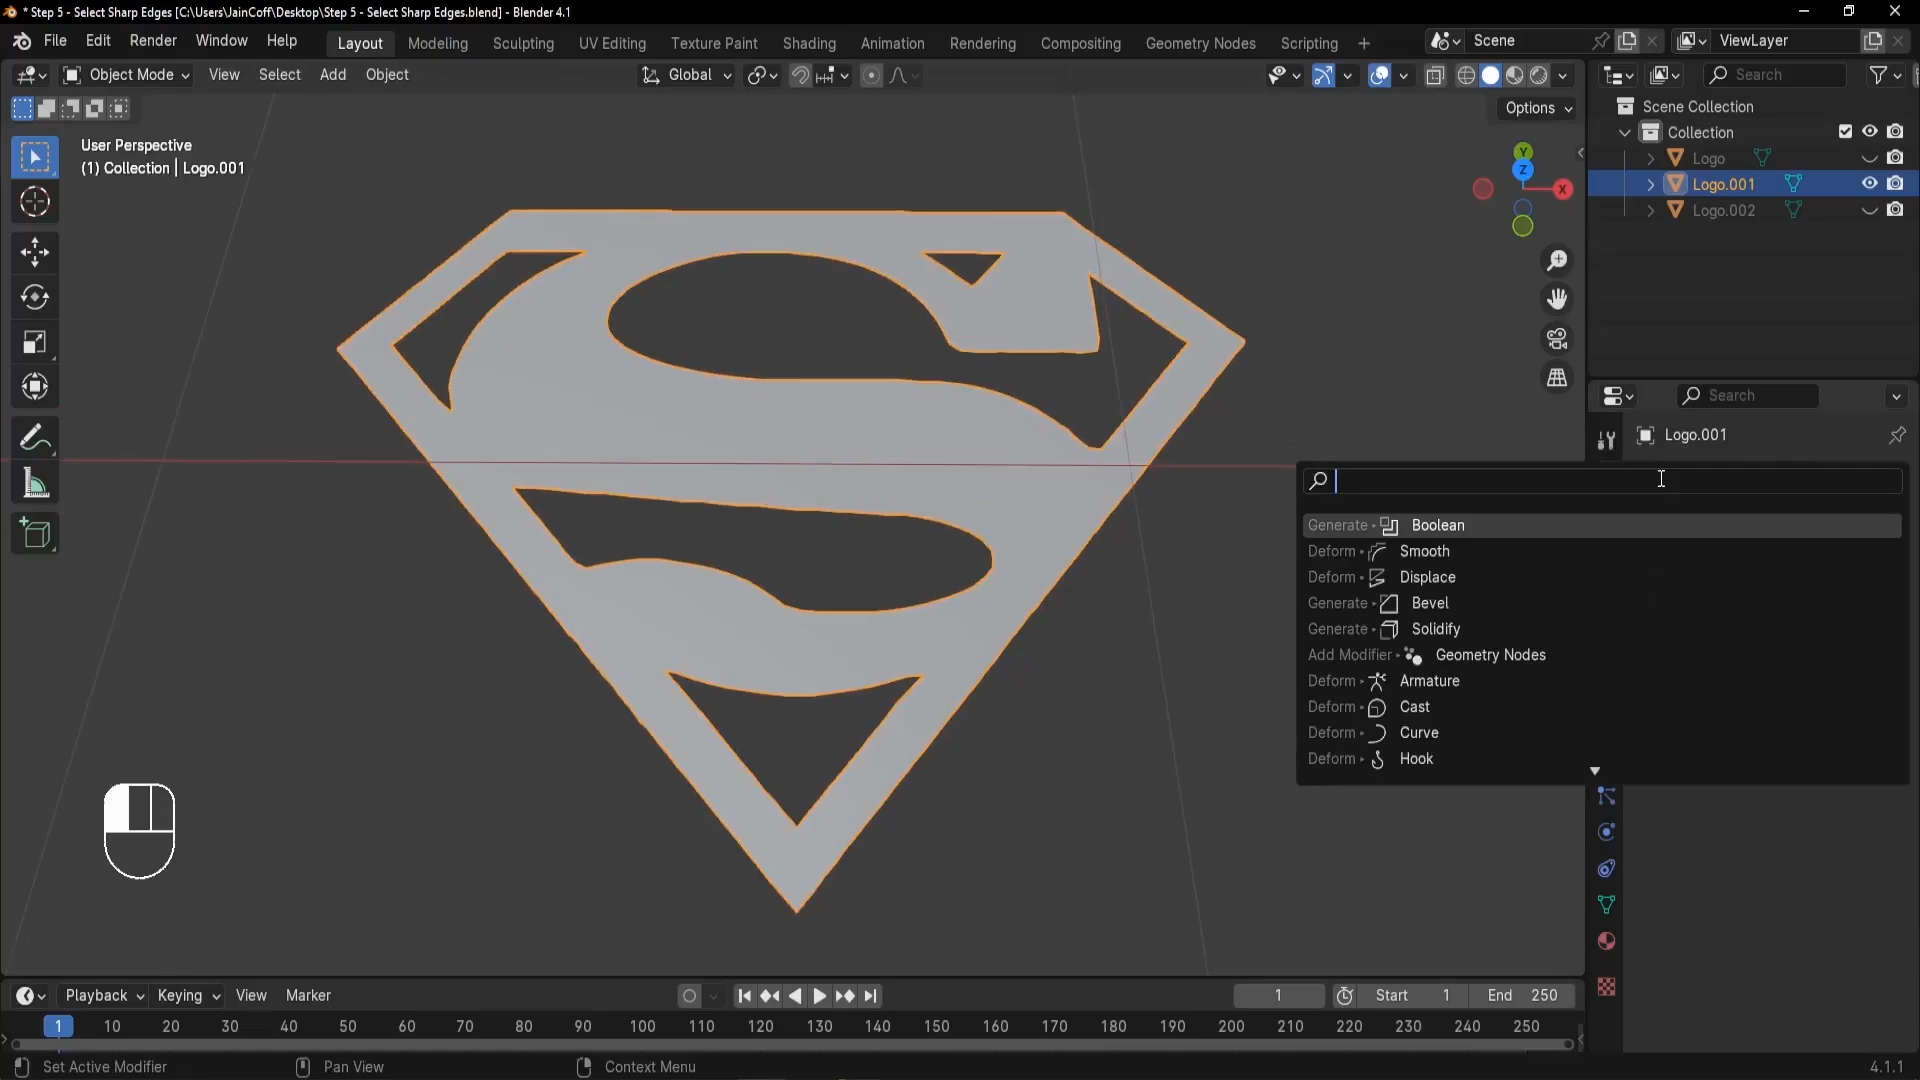 * Step 5 - Select Sharp Edges [C:\Users\JainCoff\Desktop\Step 5 - Select Sharp Edges.blend] - Blender 4.1
File Edit Render Window Help Layout Modeling Sculpting UV Editing Texture Paint Shading Animation Rendering Compositing Geometry Nodes Scripting + Scene ViewLayer
Object Mode View Select Add Object Global Search
Options
User Perspective
(1) Collection | Logo.001
Y
Z
X
Scene Collection
Collection
Logo
Logo.001
Logo.002
Search
Logo.001
Generate Boolean
Deform Smooth
Deform Displace
Generate Bevel
Generate Solidify
Add Modifier Geometry Nodes
Deform Armature
Deform Cast
Deform Curve
Deform Hook
Playback Keying View Marker 1 Start 1 End 250
1 10 20 30 40 50 60 70 80 90 100 110 120 130 140 150 160 170 180 190 200 210 220 230 240 250
Set Active Modifier Pan View Context Menu 4.1.1